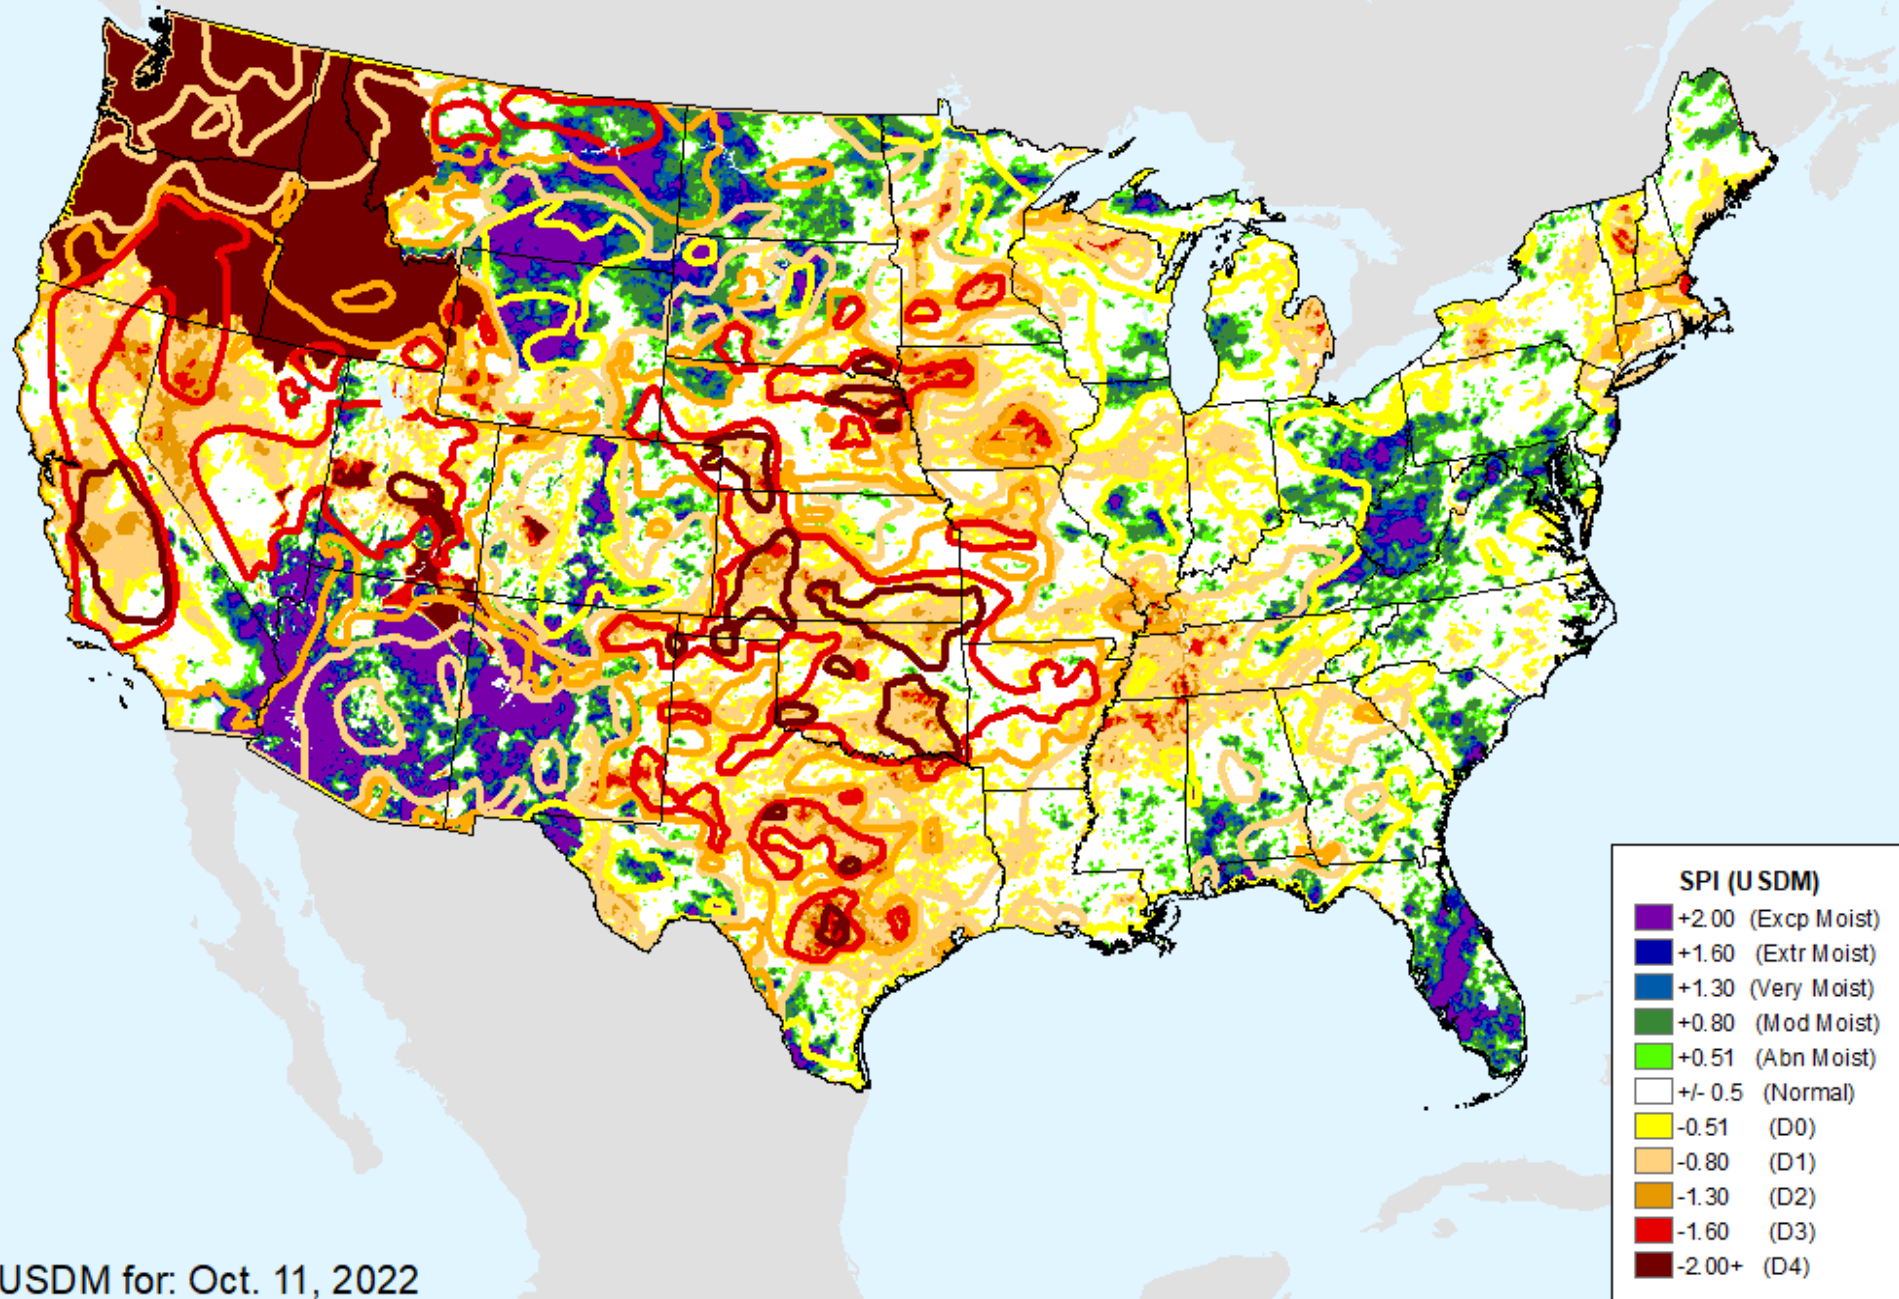 SPI (USDM)
+2.00 (Excp Moist)
+1.60 (Extr Moist)
+1.30 (Very Moist)
+0.80 (Mod Moist)
+0.51 (Abn Moist)
+/- 0.5 (Normal)
-0.51 (D0)
-0.80 (D1)
-1.30 (D2)
-1.60 (D3)
-2.00+ (D4)
USDM for: Oct. 11, 2022